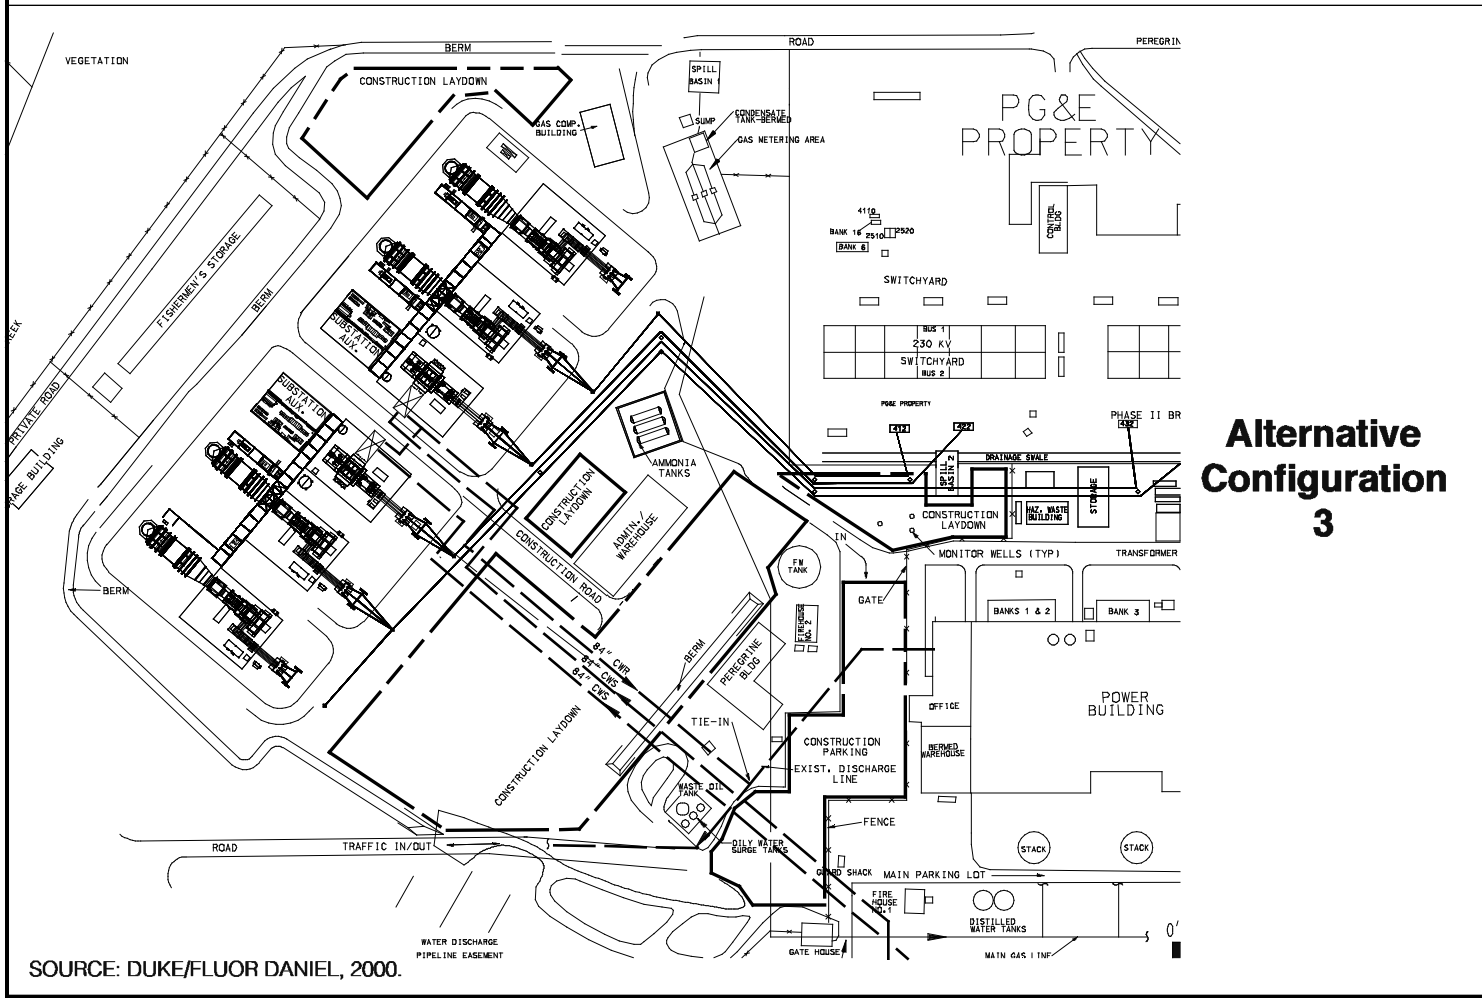 VEGETATION
BERM
ROAD
PEREGRIN
CONSTRUCTION LAYDOWN
SPILL
BASIN 1
GAS COMP.
BUILDING
SUMP
CONDENSATE
TANK-BERMED
GAS METERING AREA
PG&E
PROPERTY
CONTROL
BLDG
4110
BANK 16
2510
2520
BANK 6
SWITCHYARD
FISHERMEN'S STORAGE
BERM
SUBSTATION
AUX.
BUS 1
230 KV
SWITCHYARD
BUS 2
EEK
PRIVATE ROAD
RAGE BUILDING
SUBSTATION
AUX.
PG&E PROPERTY
412
422
PHASE II BR
432
AMMONIA
TANKS
DRAINAGE SWALE
SPILL
BASIN 2
CONSTRUCTION
LAYDOWN
ADMIN./
WAREHOUSE
CONSTRUCTION ROAD
CONSTRUCTION
LAYDOWN
HAZ. WASTE
BUILDING
STORAGE
IN
MONITOR WELLS (TYP)
TRANSFORMER
FW
TANK
GATE
BERM
BANKS 1 & 2
BANK 3
FIREHOUSE
NO. 2
84" CWR
84" CWS
84" CWS
BERM
PEREGRINE
BLDG
POWER
BUILDING
OFFICE
TIE-IN
CONSTRUCTION LAYDOWN
CONSTRUCTION
PARKING
BERMED
WAREHOUSE
EXIST. DISCHARGE
LINE
WASTE OIL
TANK
FENCE
ROAD
TRAFFIC IN/OUT
OILY WATER
SURGE TANKS
STACK
STACK
GUARD SHACK
MAIN PARKING LOT
FIRE
HOUSE
NO.1
DISTILLED
WATER TANKS
WATER DISCHARGE
PIPELINE EASEMENT
GATE HOUSE
MAIN GAS LINE
0'
Alternative
Configuration
3
SOURCE: DUKE/FLUOR DANIEL, 2000.